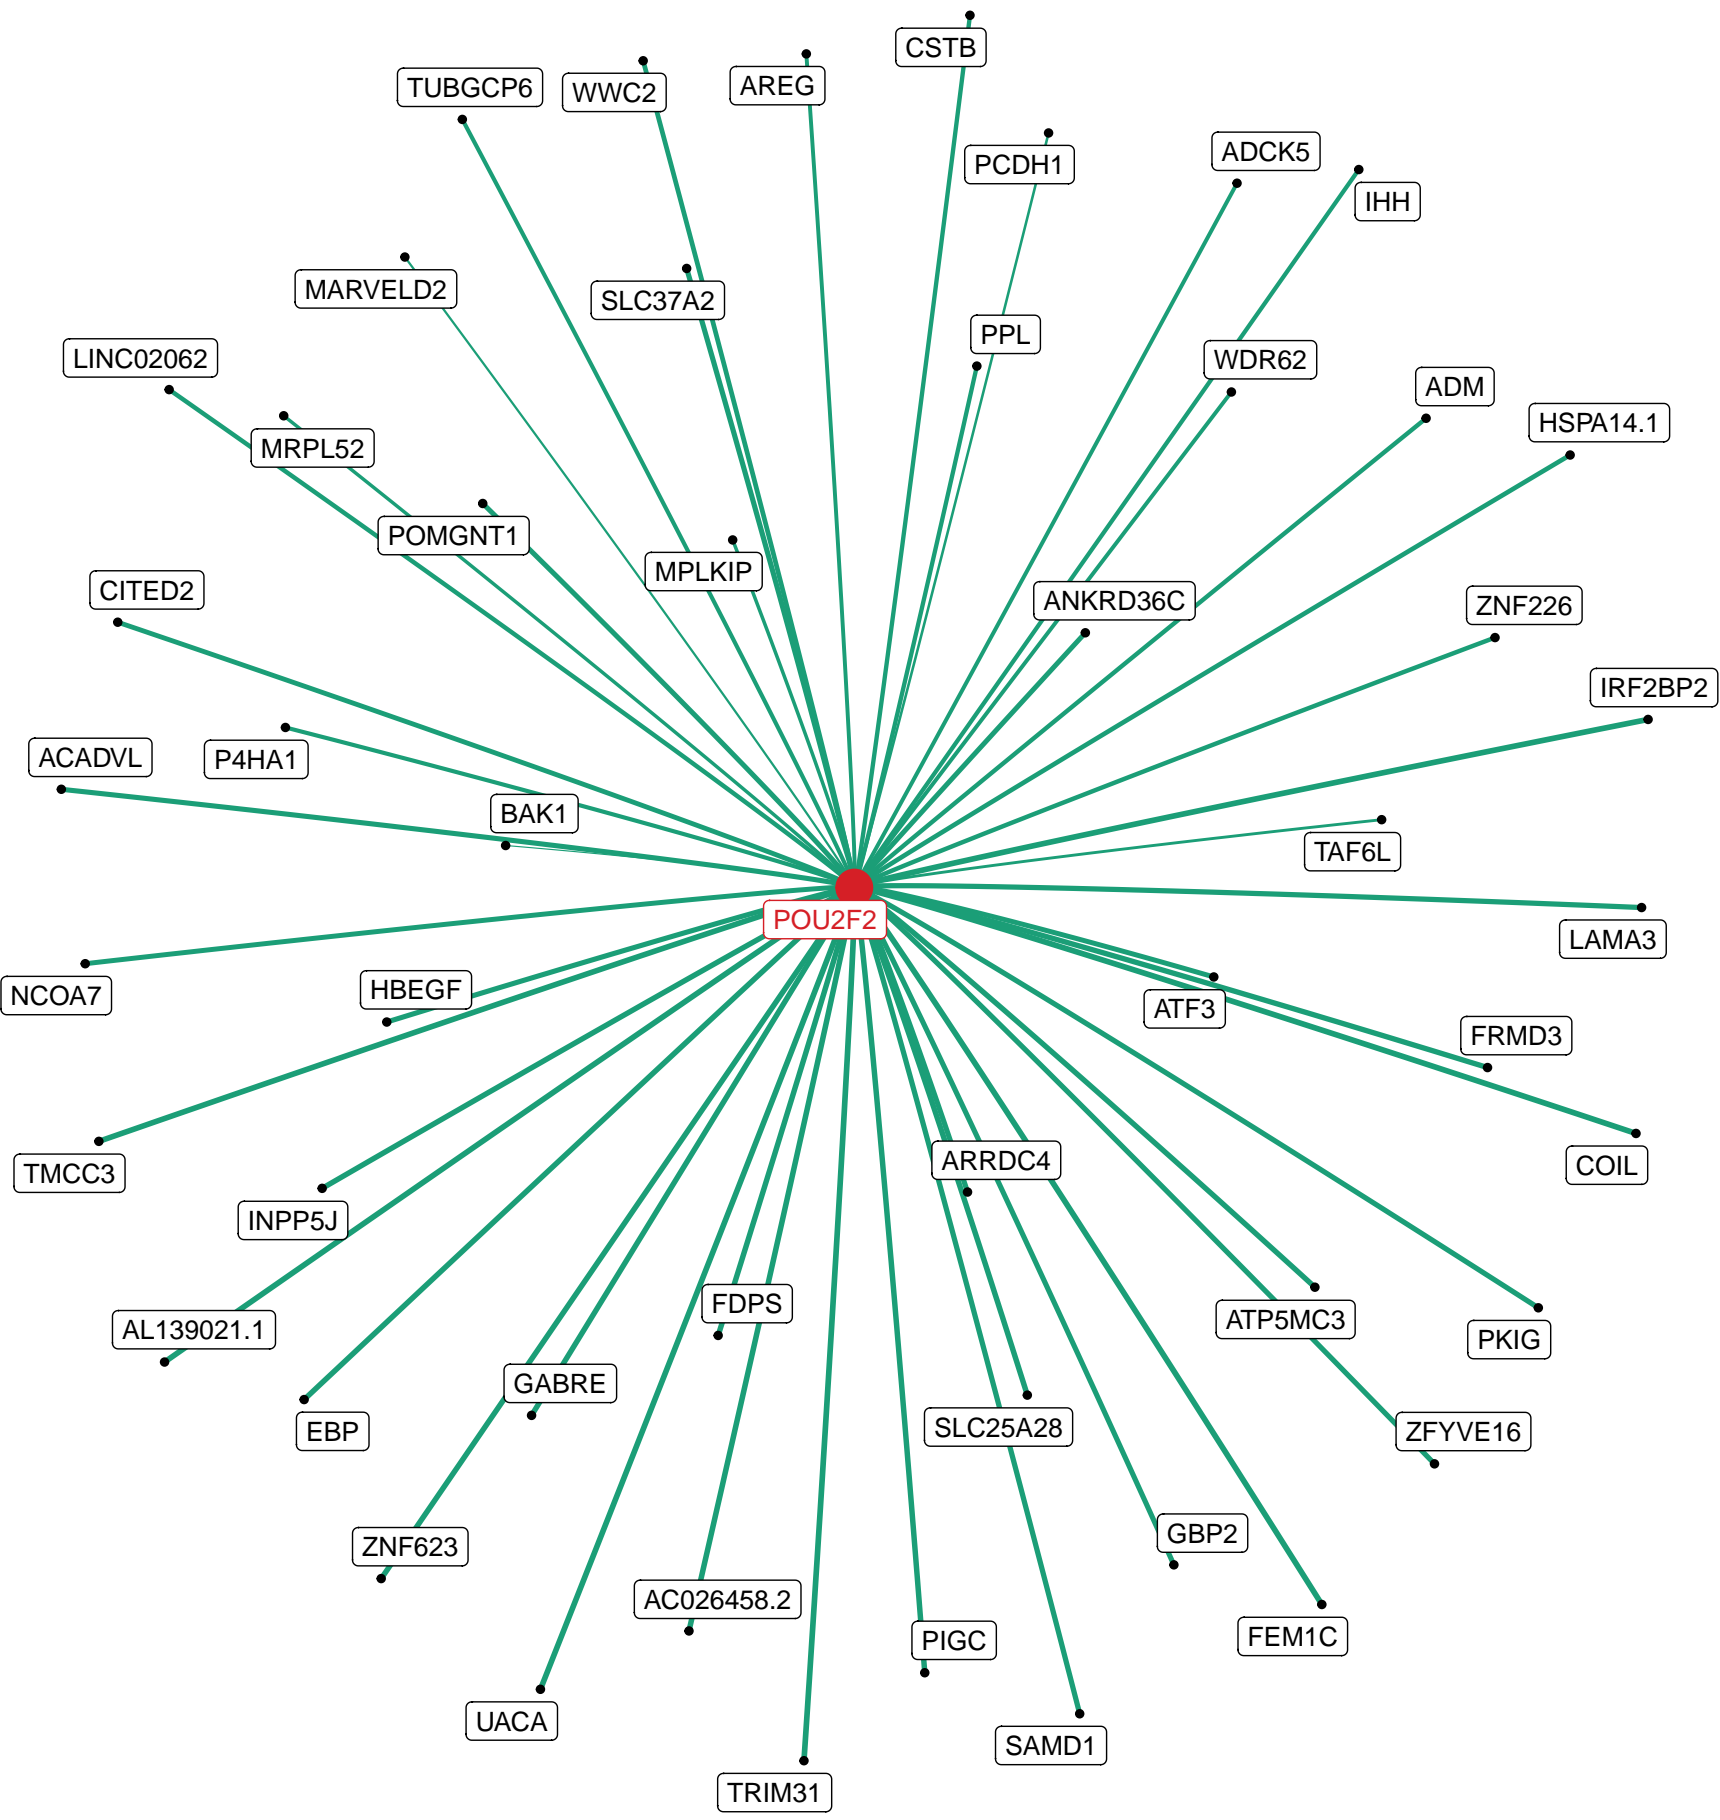 CSTB
TUBGCP6
WWC2
AREG
PCDH1
ADCK5
IHH
MARVELD2
SLC37A2
PPL
LINC02062
WDR62
ADM
HSPA14.1
MRPL52
POMGNT1
MPLKIP
CITED2
ANKRD36C
ZNF226
IRF2BP2
ACADVL
P4HA1
BAK1
TAF6L
POU2F2
LAMA3
NCOA7
HBEGF
ATF3
FRMD3
TMCC3
ARRDC4
COIL
INPP5J
AL139021.1
FDPS
ATP5MC3
PKIG
GABRE
EBP
SLC25A28
ZFYVE16
ZNF623
GBP2
AC026458.2
PIGC
FEM1C
UACA
SAMD1
TRIM31